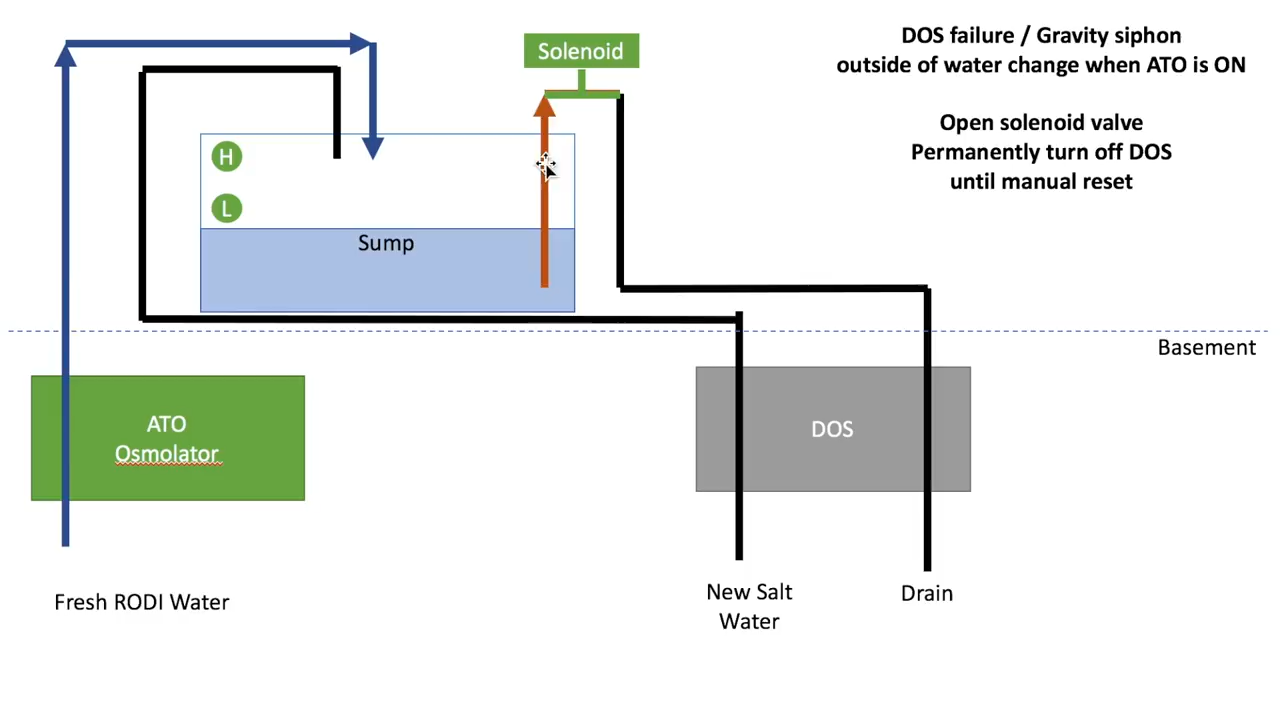 DOS failure / Gravity siphon
outside of water change when ATO is ON
Open solenoid valve
Permanently turn off DOS
until manual reset
Solenoid
H
L
Sump
Basement
ATO
Osmolator
DOS
Fresh RODI Water
New Salt
Water
Drain